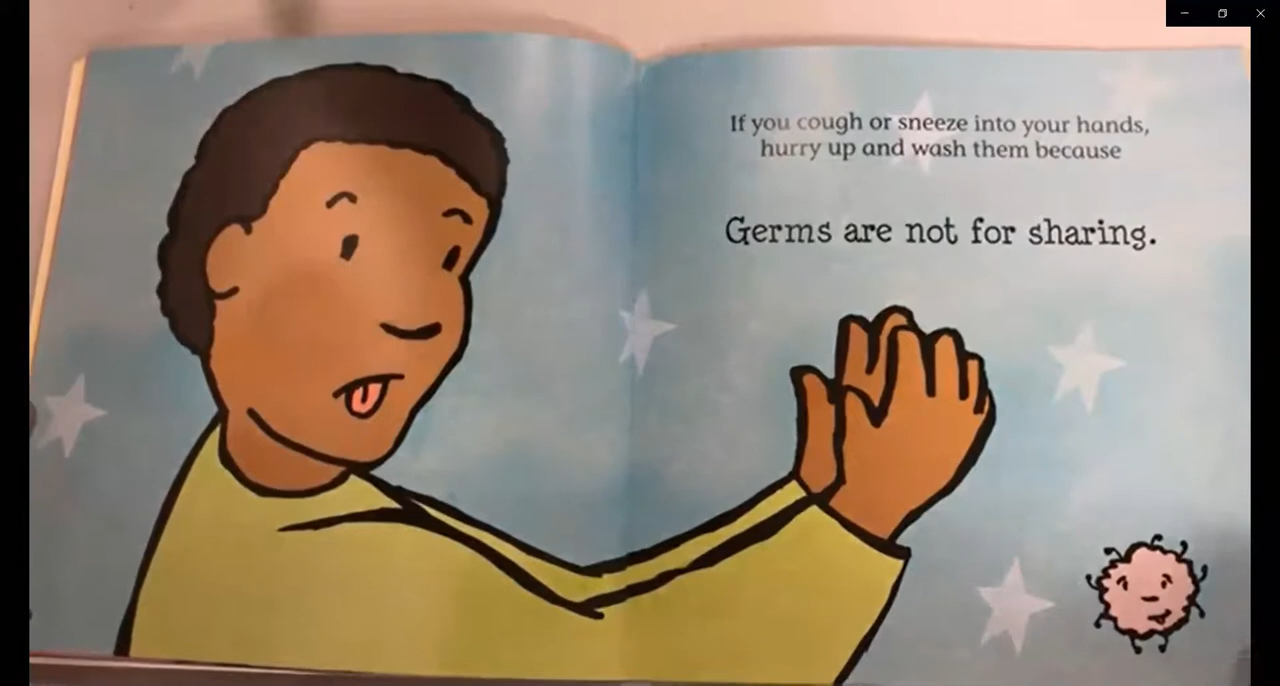 If you cough or sneeze into your hands,
hurry up and wash them because
Germs are not for sharing.